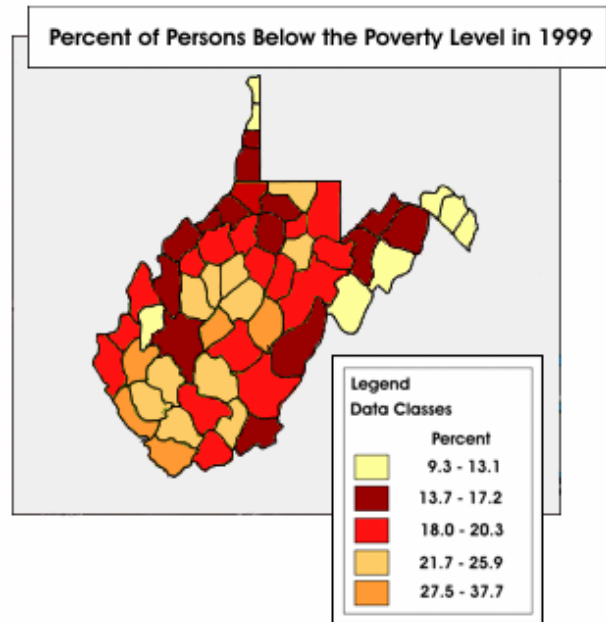 Percent of Persons Below the Poverty Level in 1999
Legend
Data Classes
Percent
9.3 - 13.1
13.7 - 17.2
18.0 - 20.3
21.7 - 25.9
27.5 - 37.7